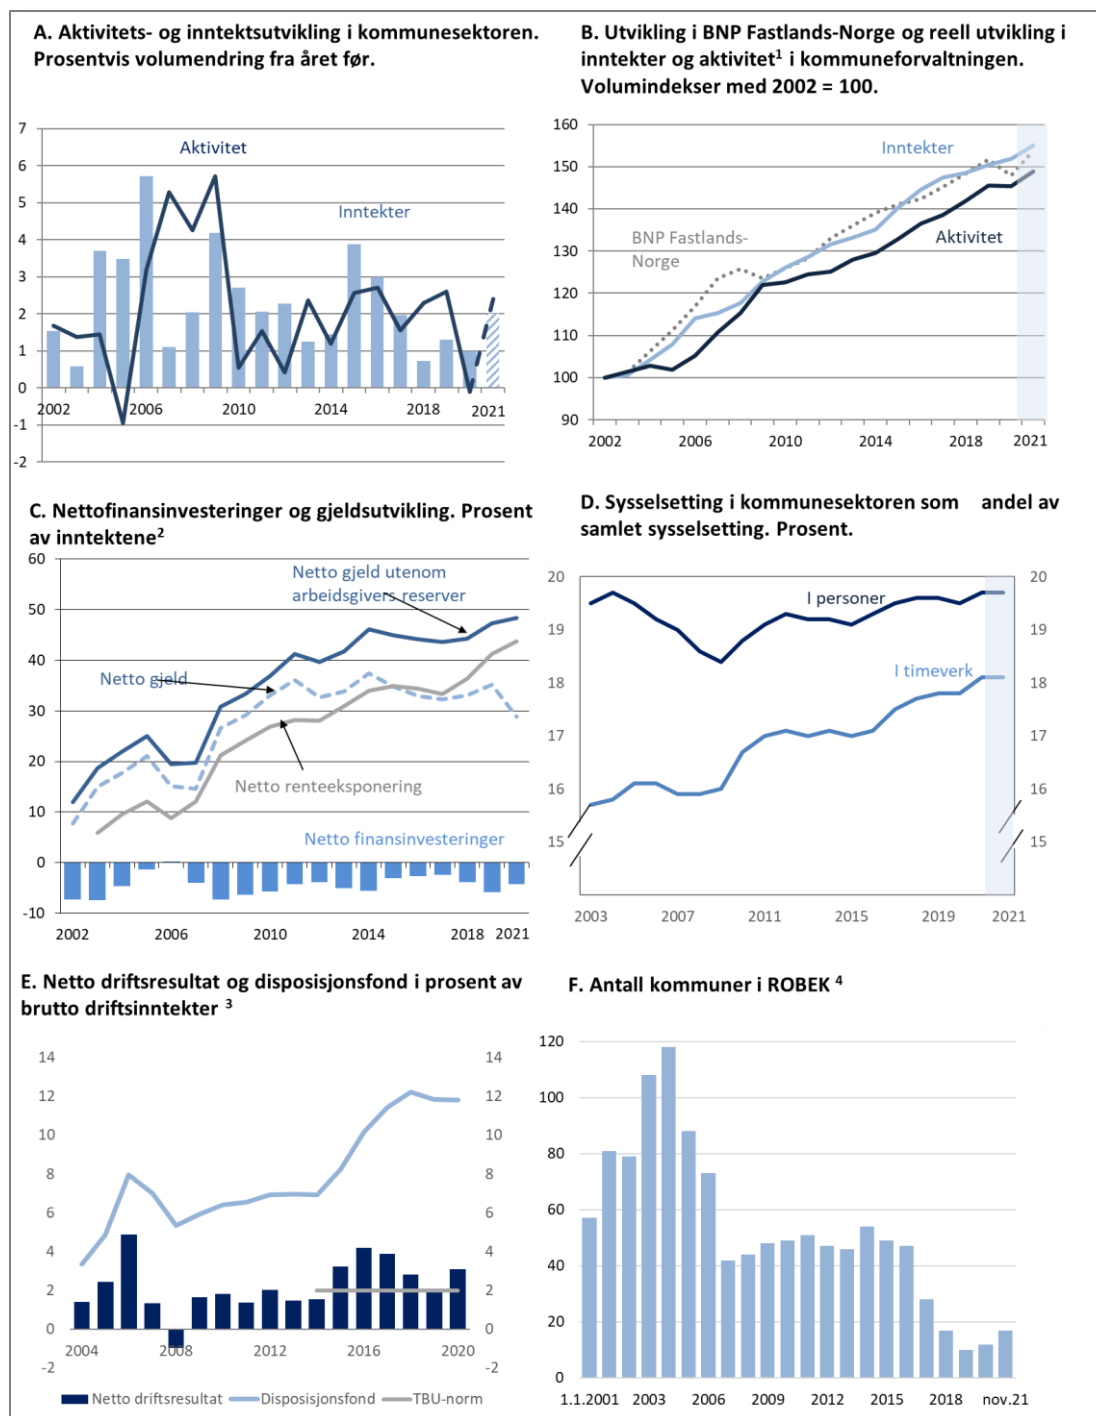 A. Aktivitets- og inntektsutvikling i kommunesektoren.
Prosentvis volumendring fra året før.
7
6
5
4
3
2
1
0
-1
-2
Aktivitet
Inntekter
2002 2006 2010 2014 2018 2021
B. Utvikling i BNP Fastlands-Norge og reell utvikling i
inntekter og aktivitet¹ i kommuneforvaltningen.
Volumindekser med 2002 = 100.
160
150
140
130
120
110
100
90
Inntekter
BNP Fastlands-
Norge
Aktivitet
2002 2006 2010 2014 2018 2021
C. Nettofinansinvesteringer og gjeldsutvikling. Prosent
av inntektene²
60
50
40
30
20
10
0
-10
Netto gjeld utenom
arbeidsgivers reserver
Netto gjeld
Netto renteeksponering
Netto finansinvesteringer
2002 2006 2010 2014 2018 2021
D. Sysselsetting i kommunesektoren som andel av
samlet sysselsetting. Prosent.
20 20
19 19
18 18
17 17
16 16
15 15
I personer
I timeverk
2003 2007 2011 2015 2019 2021
E. Netto driftsresultat og disposisjonsfond i prosent av
brutto driftsinntekter ³
14 14
12 12
10 10
8 8
6 6
4 4
2 2
0 0
-2
2004 2008 2012 2016 2020
Netto driftsresultat Disposisjonsfond TBU-norm
F. Antall kommuner i ROBEK ⁴
120
100
80
60
40
20
0
1.1.2001 2003 2006 2009 2012 2015 2018 nov.21